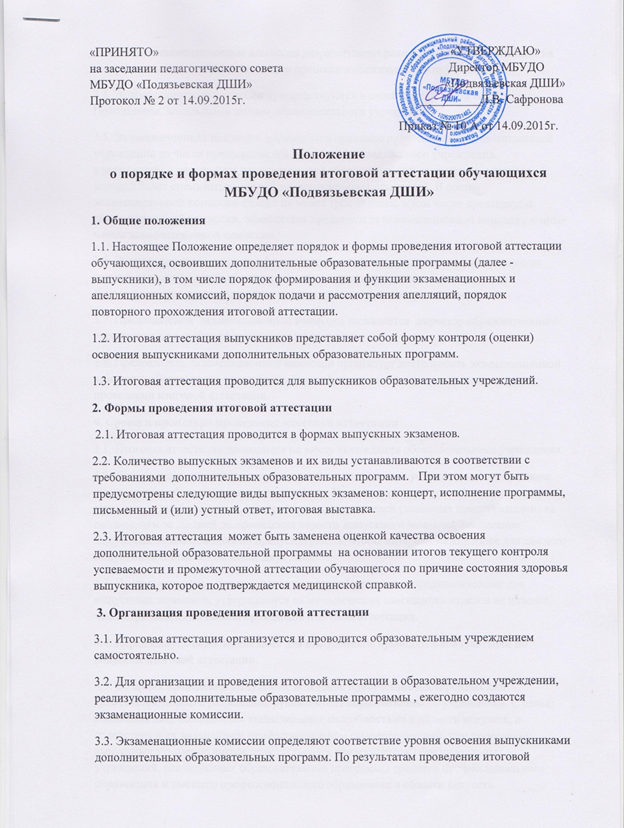 «ПРИНЯТО» «УТВЕРЖДАЮ»
на заседании педагогического совета Директор МБУДО
МБУДО «Подязьевская ДШИ» «Подвязьевская ДШИ»
Протокол № 2 от 14.09.2015г. Л.В. Сафронова
Приказ № 10 А от 14.09.2015г.
МБУДО
«Подвязьевская
ДШИ»
Положение
о порядке и формах проведения итоговой аттестации обучающихся
МБУДО «Подвязьевская ДШИ»
1. Общие положения
1.1. Настоящее Положение определяет порядок и формы проведения итоговой аттестации
обучающихся, освоивших дополнительные образовательные программы (далее -
выпускники), в том числе порядок формирования и функции экзаменационных и
апелляционных комиссий, порядок подачи и рассмотрения апелляций, порядок
повторного прохождения итоговой аттестации.
1.2. Итоговая аттестация выпускников представляет собой форму контроля (оценки)
освоения выпускниками дополнительных образовательных программ.
1.3. Итоговая аттестация проводится для выпускников образовательных учреждений.
2. Формы проведения итоговой аттестации
2.1. Итоговая аттестация проводится в формах выпускных экзаменов.
2.2. Количество выпускных экзаменов и их виды устанавливаются в соответствии с
требованиями дополнительных образовательных программ. При этом могут быть
предусмотрены следующие виды выпускных экзаменов: концерт, исполнение программы,
письменный и (или) устный ответ, итоговая выставка.
2.3. Итоговая аттестация может быть заменена оценкой качества освоения
дополнительной образовательной программы на основании итогов текущего контроля
успеваемости и промежуточной аттестации обучающегося по причине состояния здоровья
выпускника, которое подтверждается медицинской справкой.
3. Организация проведения итоговой аттестации
3.1. Итоговая аттестация организуется и проводится образовательным учреждением
самостоятельно.
3.2. Для организации и проведения итоговой аттестации в образовательном учреждении,
реализующем дополнительные образовательные программы , ежегодно создаются
экзаменационные комиссии.
3.3. Экзаменационные комиссии определяют соответствие уровня освоения выпускниками
дополнительных образовательных программ. По результатам проведения итоговой